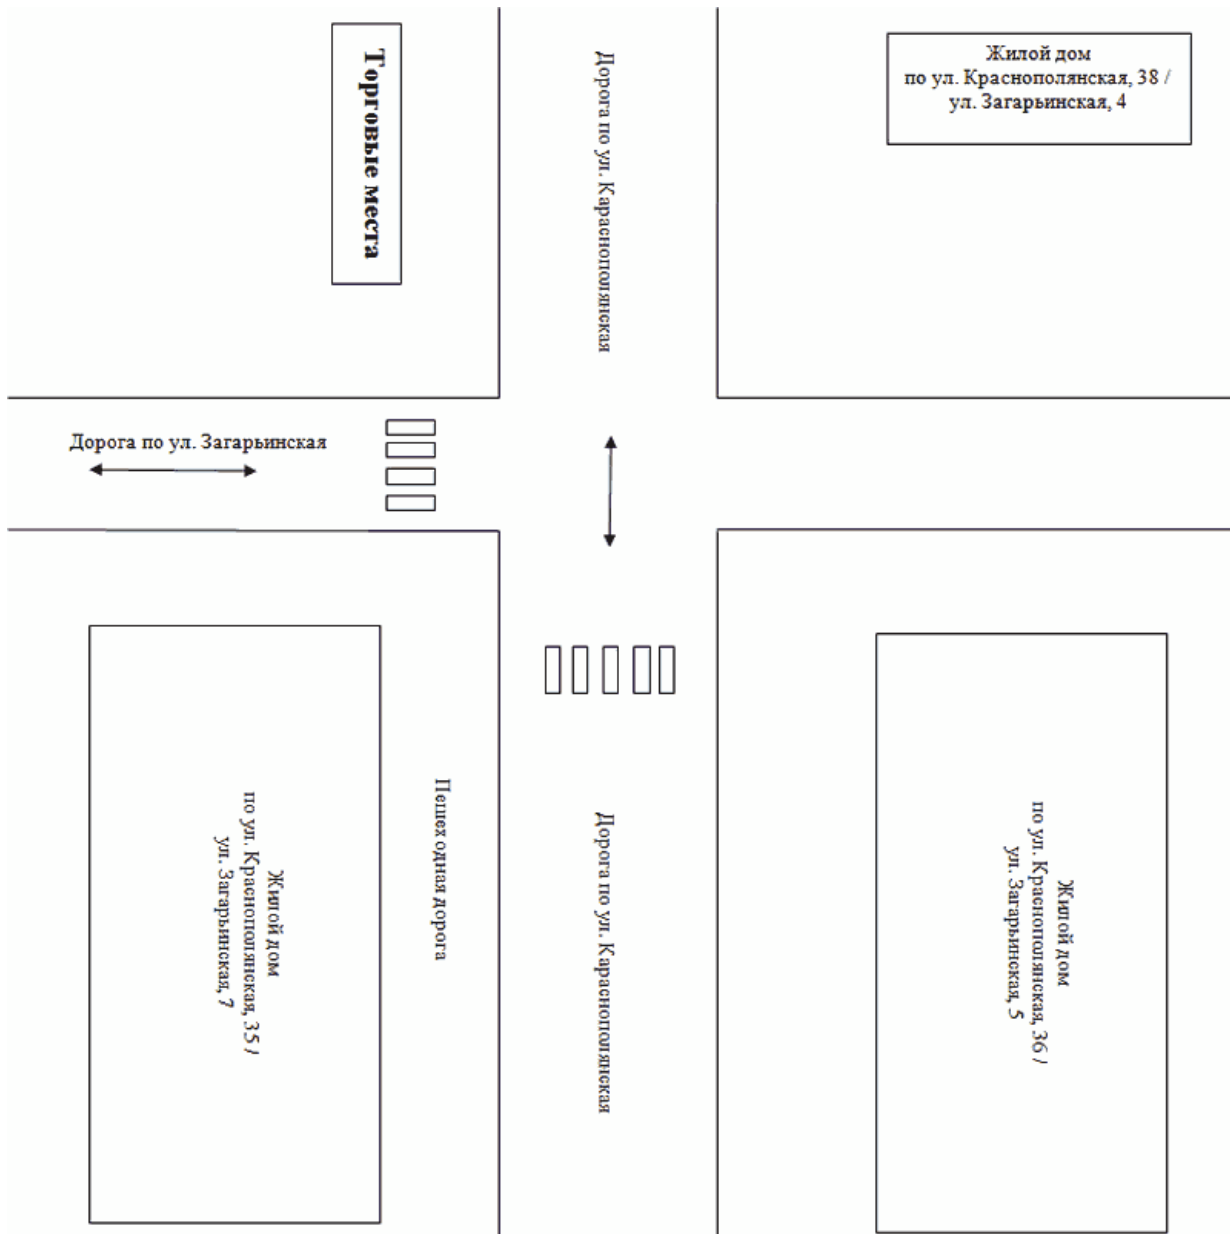 Торговые места
Дорога по ул. Караснополянская
Жилой дом
по ул. Краснополянская, 38 /
ул. Загарьинская, 4
Дорога по ул. Загарьинская
Жилой дом
по ул. Краснополянская, 35 /
ул. Загарьинская, 7
Пешеходная дорога
Дорога по ул. Караснополянская
Жилой дом
по ул. Краснополянская, 36 /
ул. Загарьинская, 5